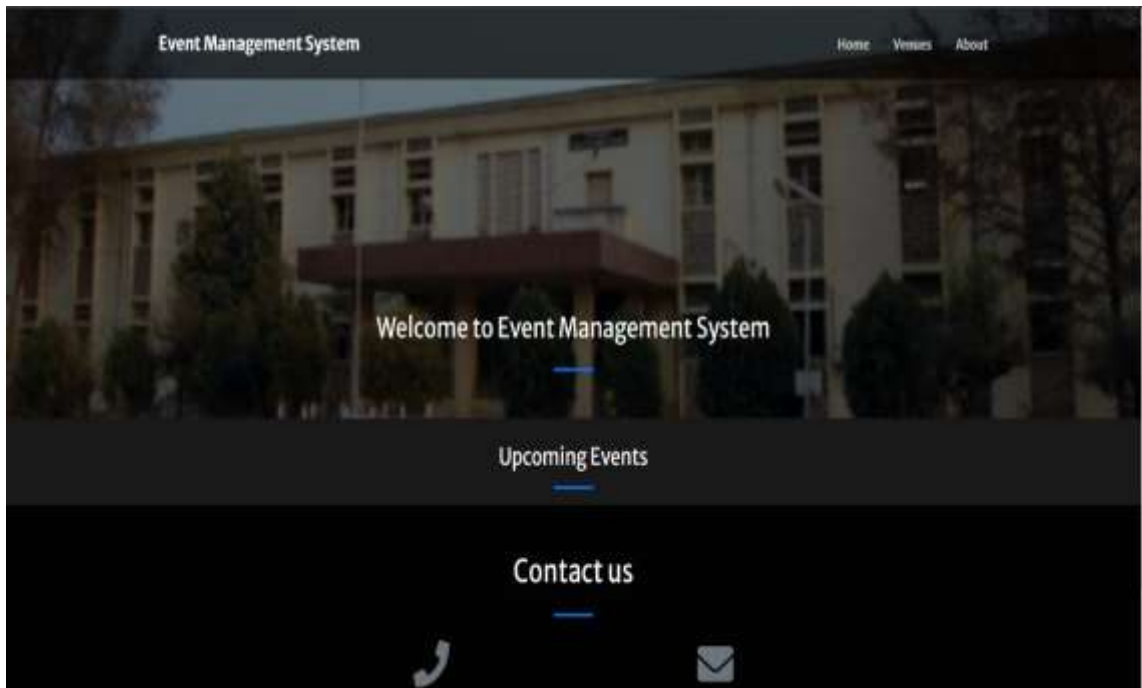 Event Management System
Home Venues About
Welcome to Event Management System
Upcoming Events
Contact us